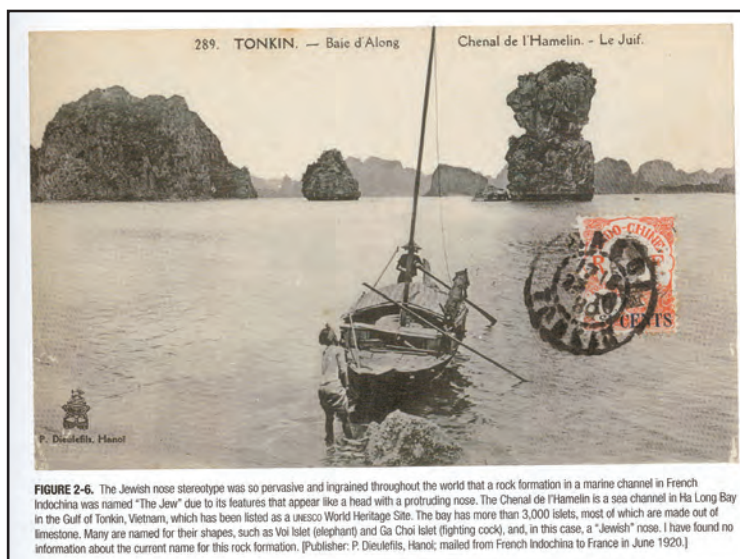 289. TONKIN. — Baie d'Along Chenal de l'Hamelin. - Le Juif.
INDO-CHINE
CENTS
TONKIN
P. Dieulefils, Hanoi
FIGURE 2-6. The Jewish nose stereotype was so pervasive and ingrained throughout the world that a rock formation in a marine channel in French
Indochina was named "The Jew" due to its features that appear like a head with a protruding nose. The Chenal de l'Hamelin is a sea channel in Ha Long Bay
in the Gulf of Tonkin, Vietnam, which has been listed as a UNESCO World Heritage Site. The bay has more than 3,000 islets, most of which are made out of
limestone. Many are named for their shapes, such as Voi Islet (elephant) and Ga Choi Islet (fighting cock), and, in this case, a "Jewish" nose. I have found no
information about the current name for this rock formation. [Publisher: P. Dieulefils, Hanoi; mailed from French Indochina to France in June 1920.]